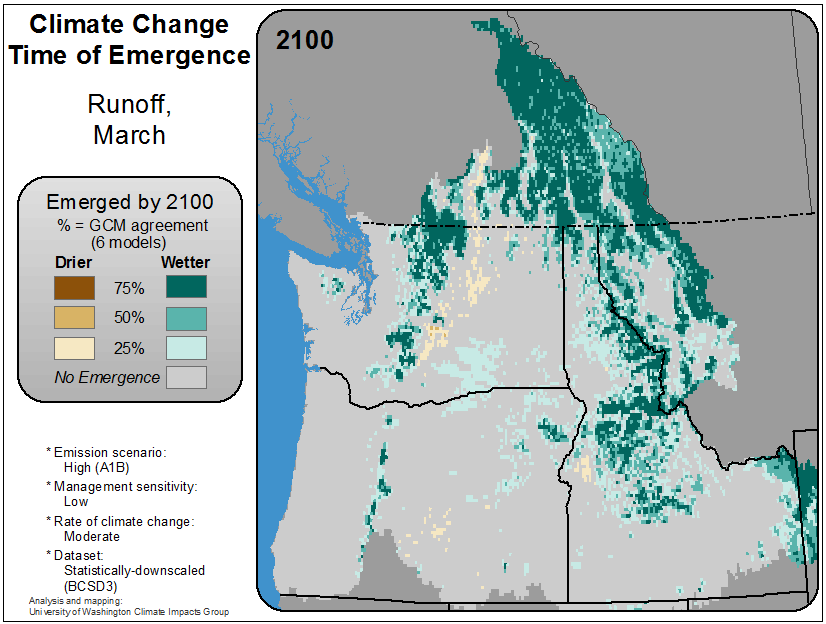 Climate Change
Time of Emergence
Runoff,
March
Emerged by 2100
% = GCM agreement
(6 models)
Drier Wetter
75%
50%
25%
No Emergence
* Emission scenario:
High (A1B)
* Management sensitivity:
Low
* Rate of climate change:
Moderate
* Dataset:
Statistically-downscaled
(BCSD3)
Analysis and mapping:
University of Washington Climate Impacts Group
2100